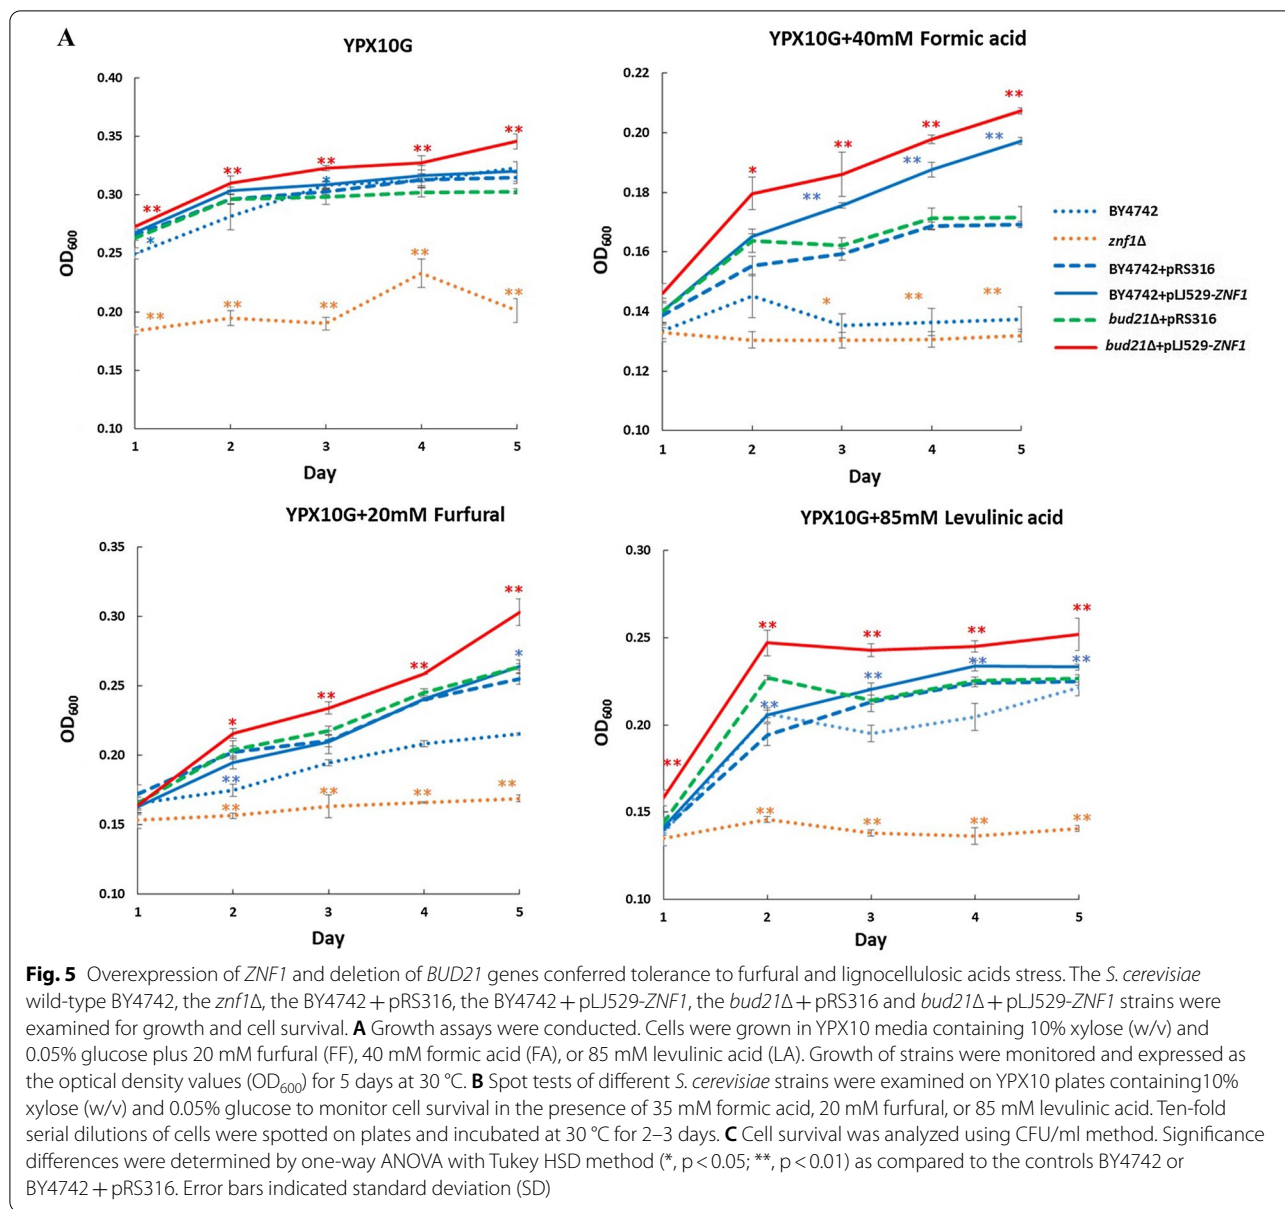 A
YPX10G
OD600
0.40
0.35
0.30
0.25
0.20
0.15
0.10
** ** ** ** **
* *
** ** ** ** **
1 2 3 4 5
Day
YPX10G+40mM Formic acid
OD600
0.22
0.20
0.18
0.16
0.14
0.12
0.10
* ** ** **
** ** **
* ** **
1 2 3 4 5
Day
BY4742
znf1Δ
BY4742+pRS316
BY4742+pLJ529-ZNF1
bud21Δ+pRS316
bud21Δ+pLJ529-ZNF1
YPX10G+20mM Furfural
OD600
0.35
0.30
0.25
0.20
0.15
0.10
* ** ** **
** *
** ** ** **
1 2 3 4 5
Day
YPX10G+85mM Levulinic acid
OD600
0.30
0.25
0.20
0.15
0.10
** ** ** ** **
** ** ** **
** ** ** **
1 2 3 4 5
Day
Fig. 5 Overexpression of ZNF1 and deletion of BUD21 genes conferred tolerance to furfural and lignocellulosic acids stress. The S. cerevisiae
wild-type BY4742, the znf1Δ, the BY4742 + pRS316, the BY4742 + pLJ529-ZNF1, the bud21Δ + pRS316 and bud21Δ + pLJ529-ZNF1 strains were
examined for growth and cell survival. A Growth assays were conducted. Cells were grown in YPX10 media containing 10% xylose (w/v) and
0.05% glucose plus 20 mM furfural (FF), 40 mM formic acid (FA), or 85 mM levulinic acid (LA). Growth of strains were monitored and expressed as
the optical density values (OD600) for 5 days at 30 °C. B Spot tests of different S. cerevisiae strains were examined on YPX10 plates containing10%
xylose (w/v) and 0.05% glucose to monitor cell survival in the presence of 35 mM formic acid, 20 mM furfural, or 85 mM levulinic acid. Ten-fold
serial dilutions of cells were spotted on plates and incubated at 30 °C for 2–3 days. C Cell survival was analyzed using CFU/ml method. Significance
differences were determined by one-way ANOVA with Tukey HSD method (*, p < 0.05; **, p < 0.01) as compared to the controls BY4742 or
BY4742 + pRS316. Error bars indicated standard deviation (SD)